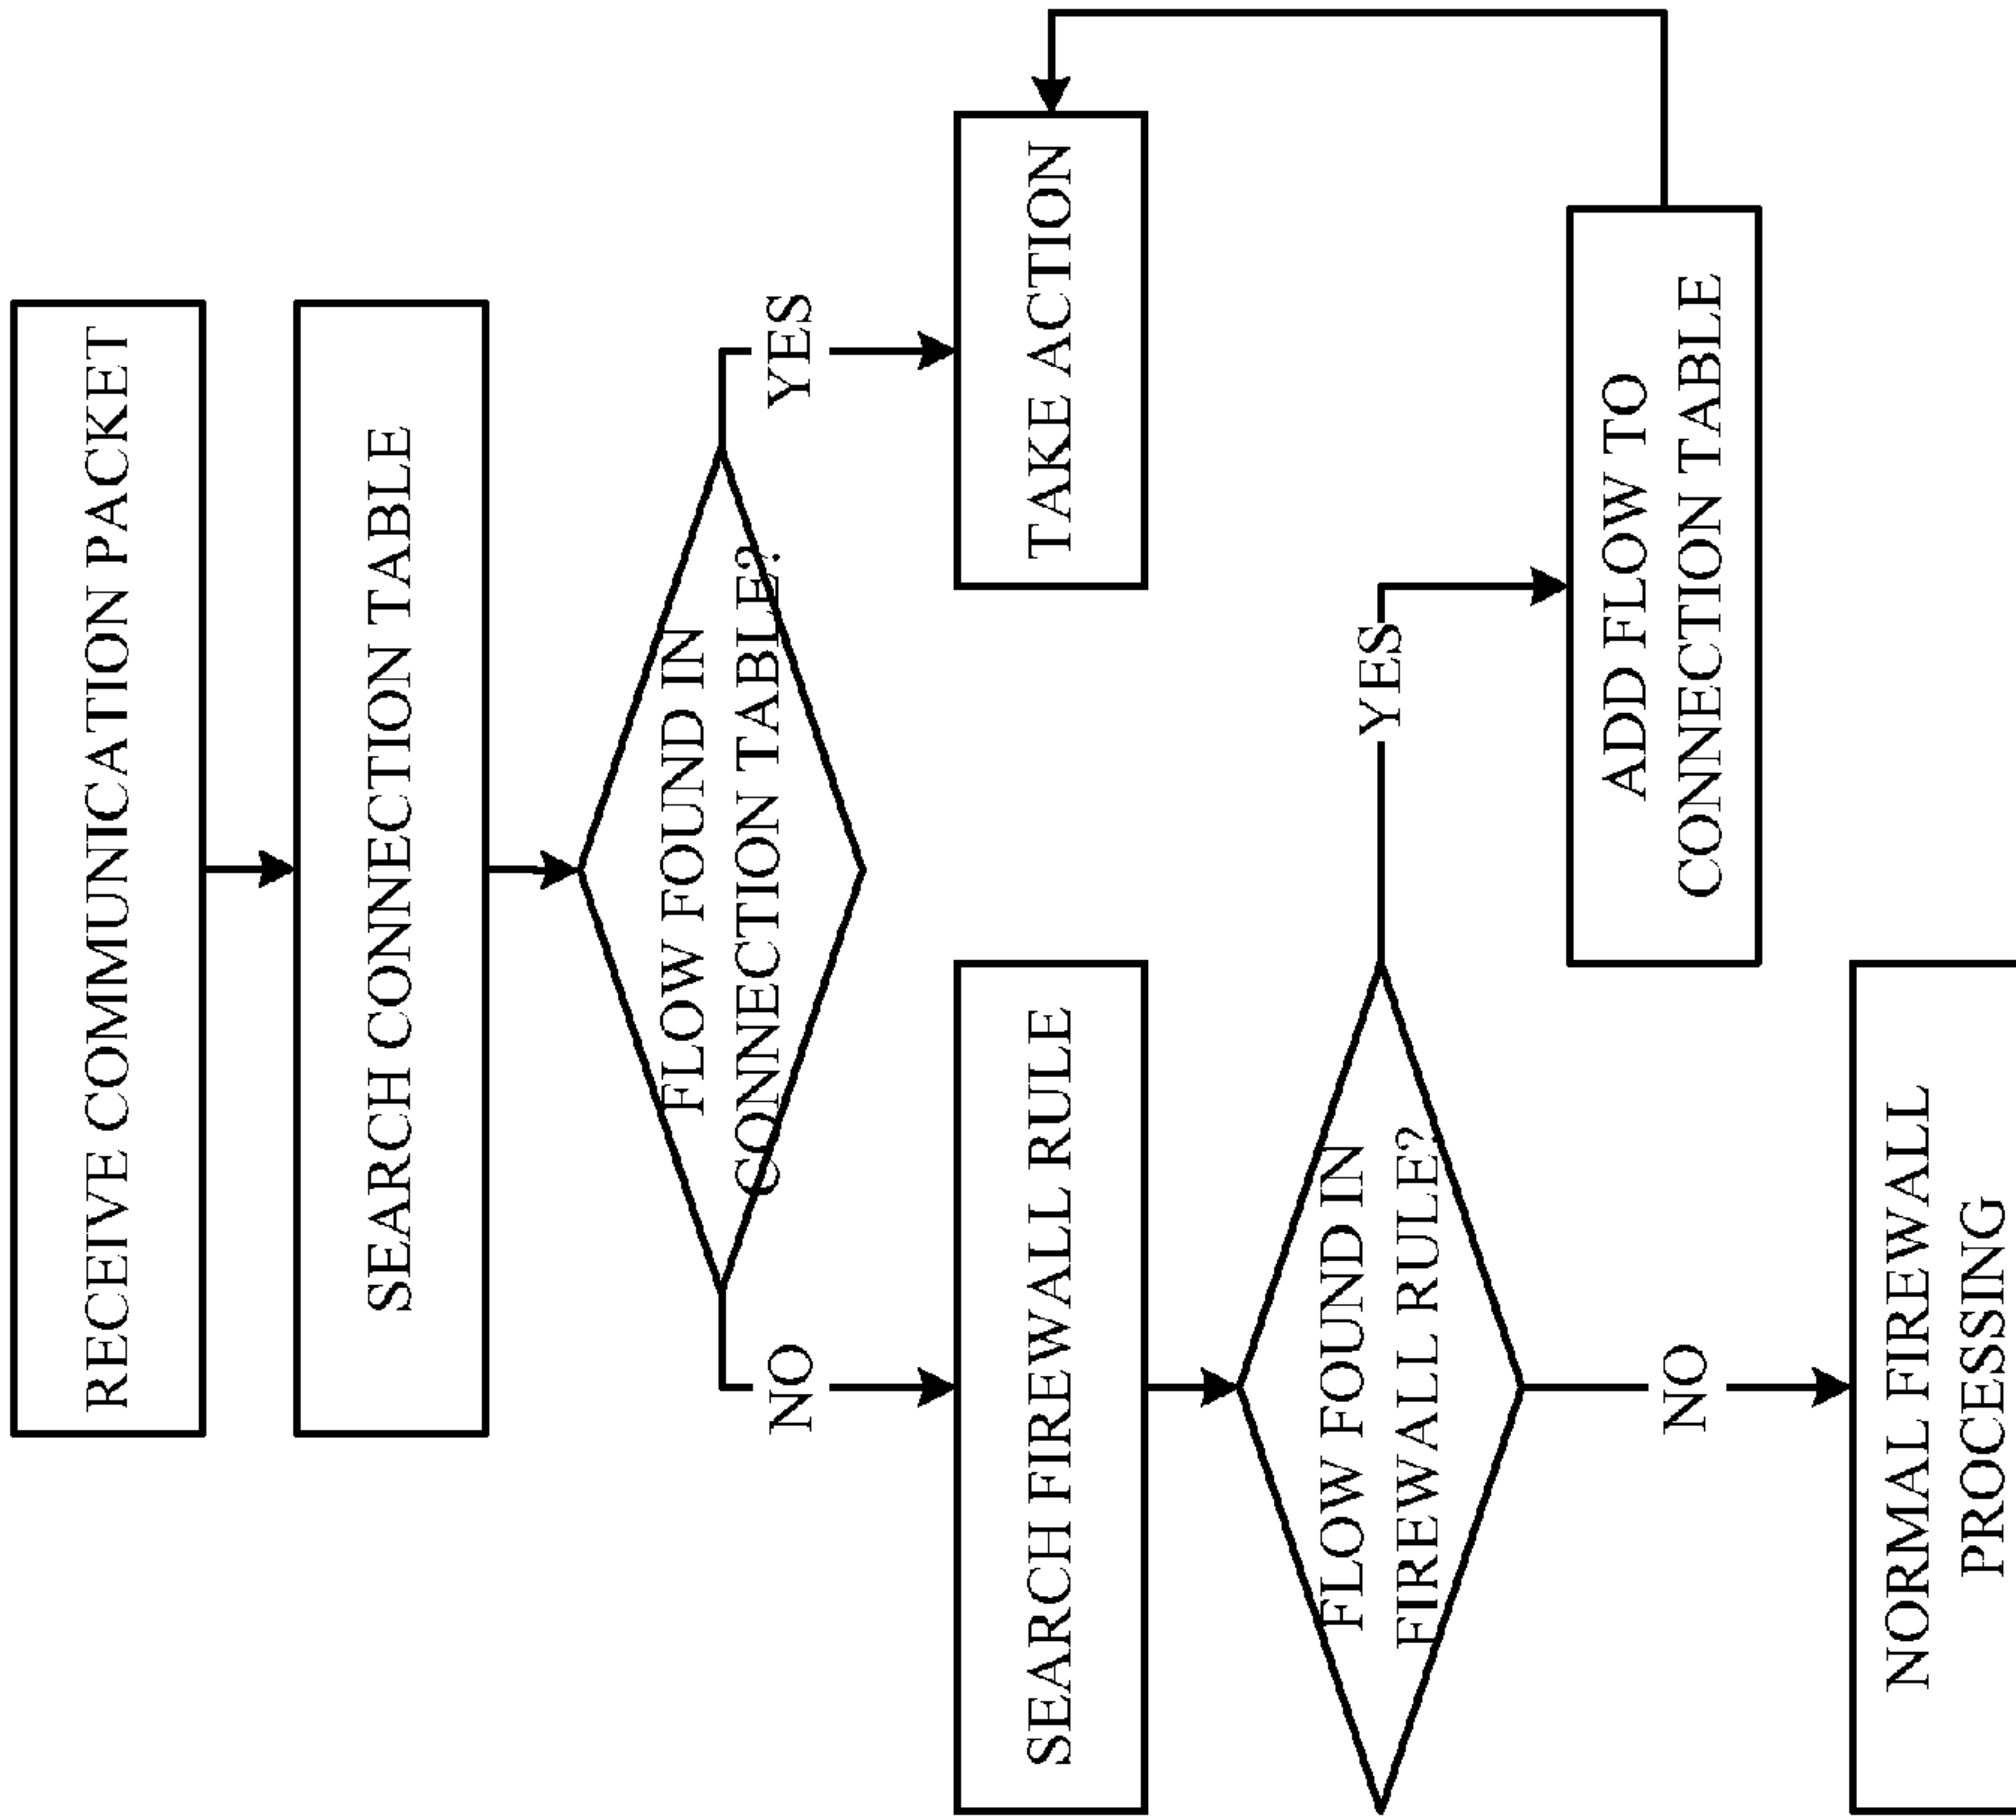 RECEIVE COMMUNICATION PACKET
SEARCH CONNECTION TABLE
FLOW FOUND IN
CONNECTION TABLE?
NO
YES
SEARCH FIREWALL RULE
TAKE ACTION
FLOW FOUND IN
FIREWALL RULE?
YES
NO
ADD FLOW TO
CONNECTION TABLE
NORMAL FIREWALL
PROCESSING